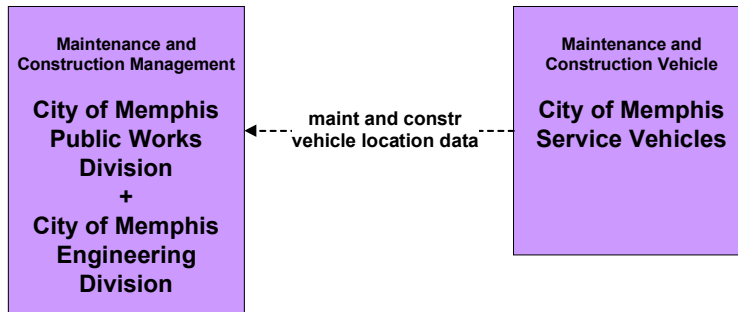 Maintenance and
Construction Management
City of Memphis
Public Works
Division
+
City of Memphis
Engineering
Division
maint and constr
vehicle location data
Maintenance and
Construction Vehicle
City of Memphis
Service Vehicles